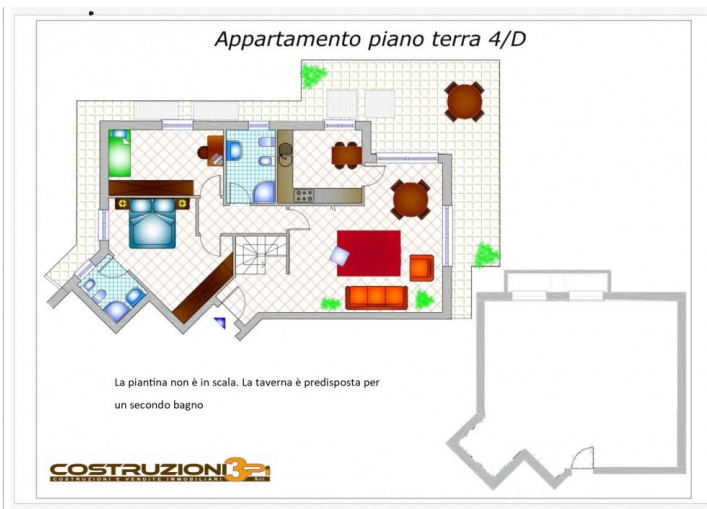 Appartamento piano terra 4/D
La piantina non è in scala. La taverna è predisposta per
un secondo bagno
COSTRUZIONI 3Pi
COSTRUZIONI E VENDITE IMMOBILIARI S.r.l.